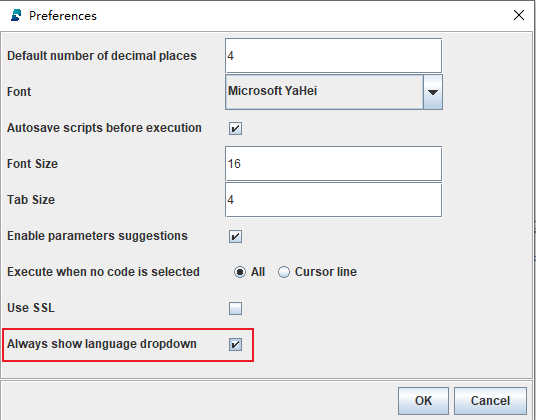 Preferences
Default number of decimal places 4
Font Microsoft YaHei
Autosave scripts before execution
Font Size 16
Tab Size 4
Enable parameters suggestions
Execute when no code is selected All Cursor line
Use SSL
Always show language dropdown
OK Cancel